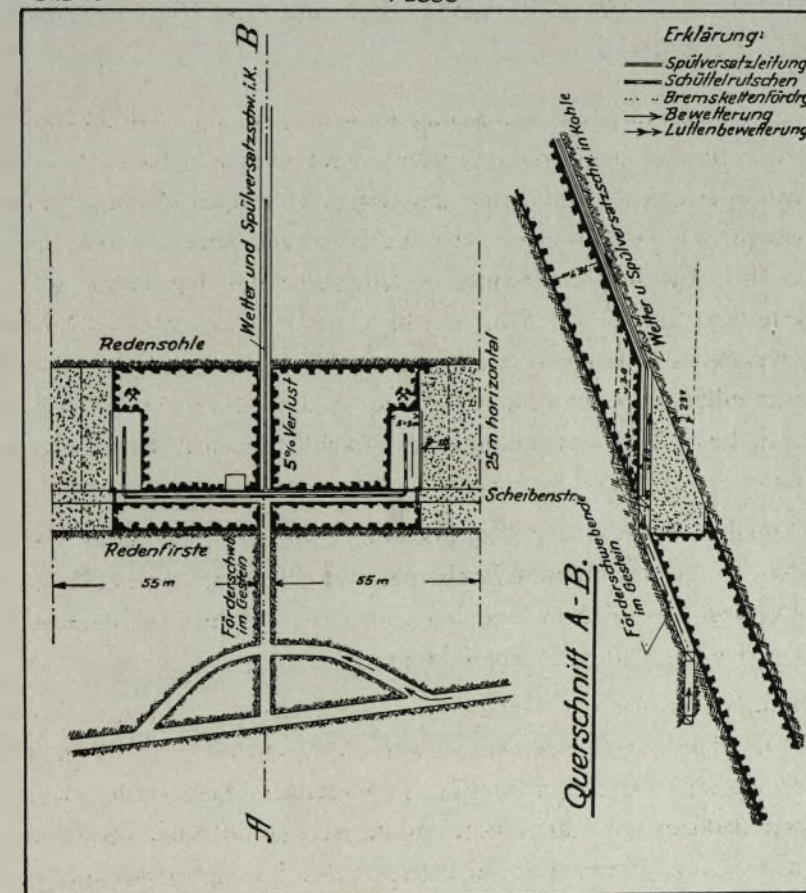 Erklärung:
Spülversatzleitung
Schüttelrutschen
Bremskettenfördrg
Bewetterung
Luttenbewetterung
B
Wetter und Spülversatzschw. i.K.
Redensohle
5% Verlust
25 m horizontal
Scheibenstr.
Redenfirste
55 m
55 m
Förderschwb.
im Gestein
A
Wetter u Spülversatzschw. in Kohle
Förderschwebende
im Gestein
Querschnitt A-B.